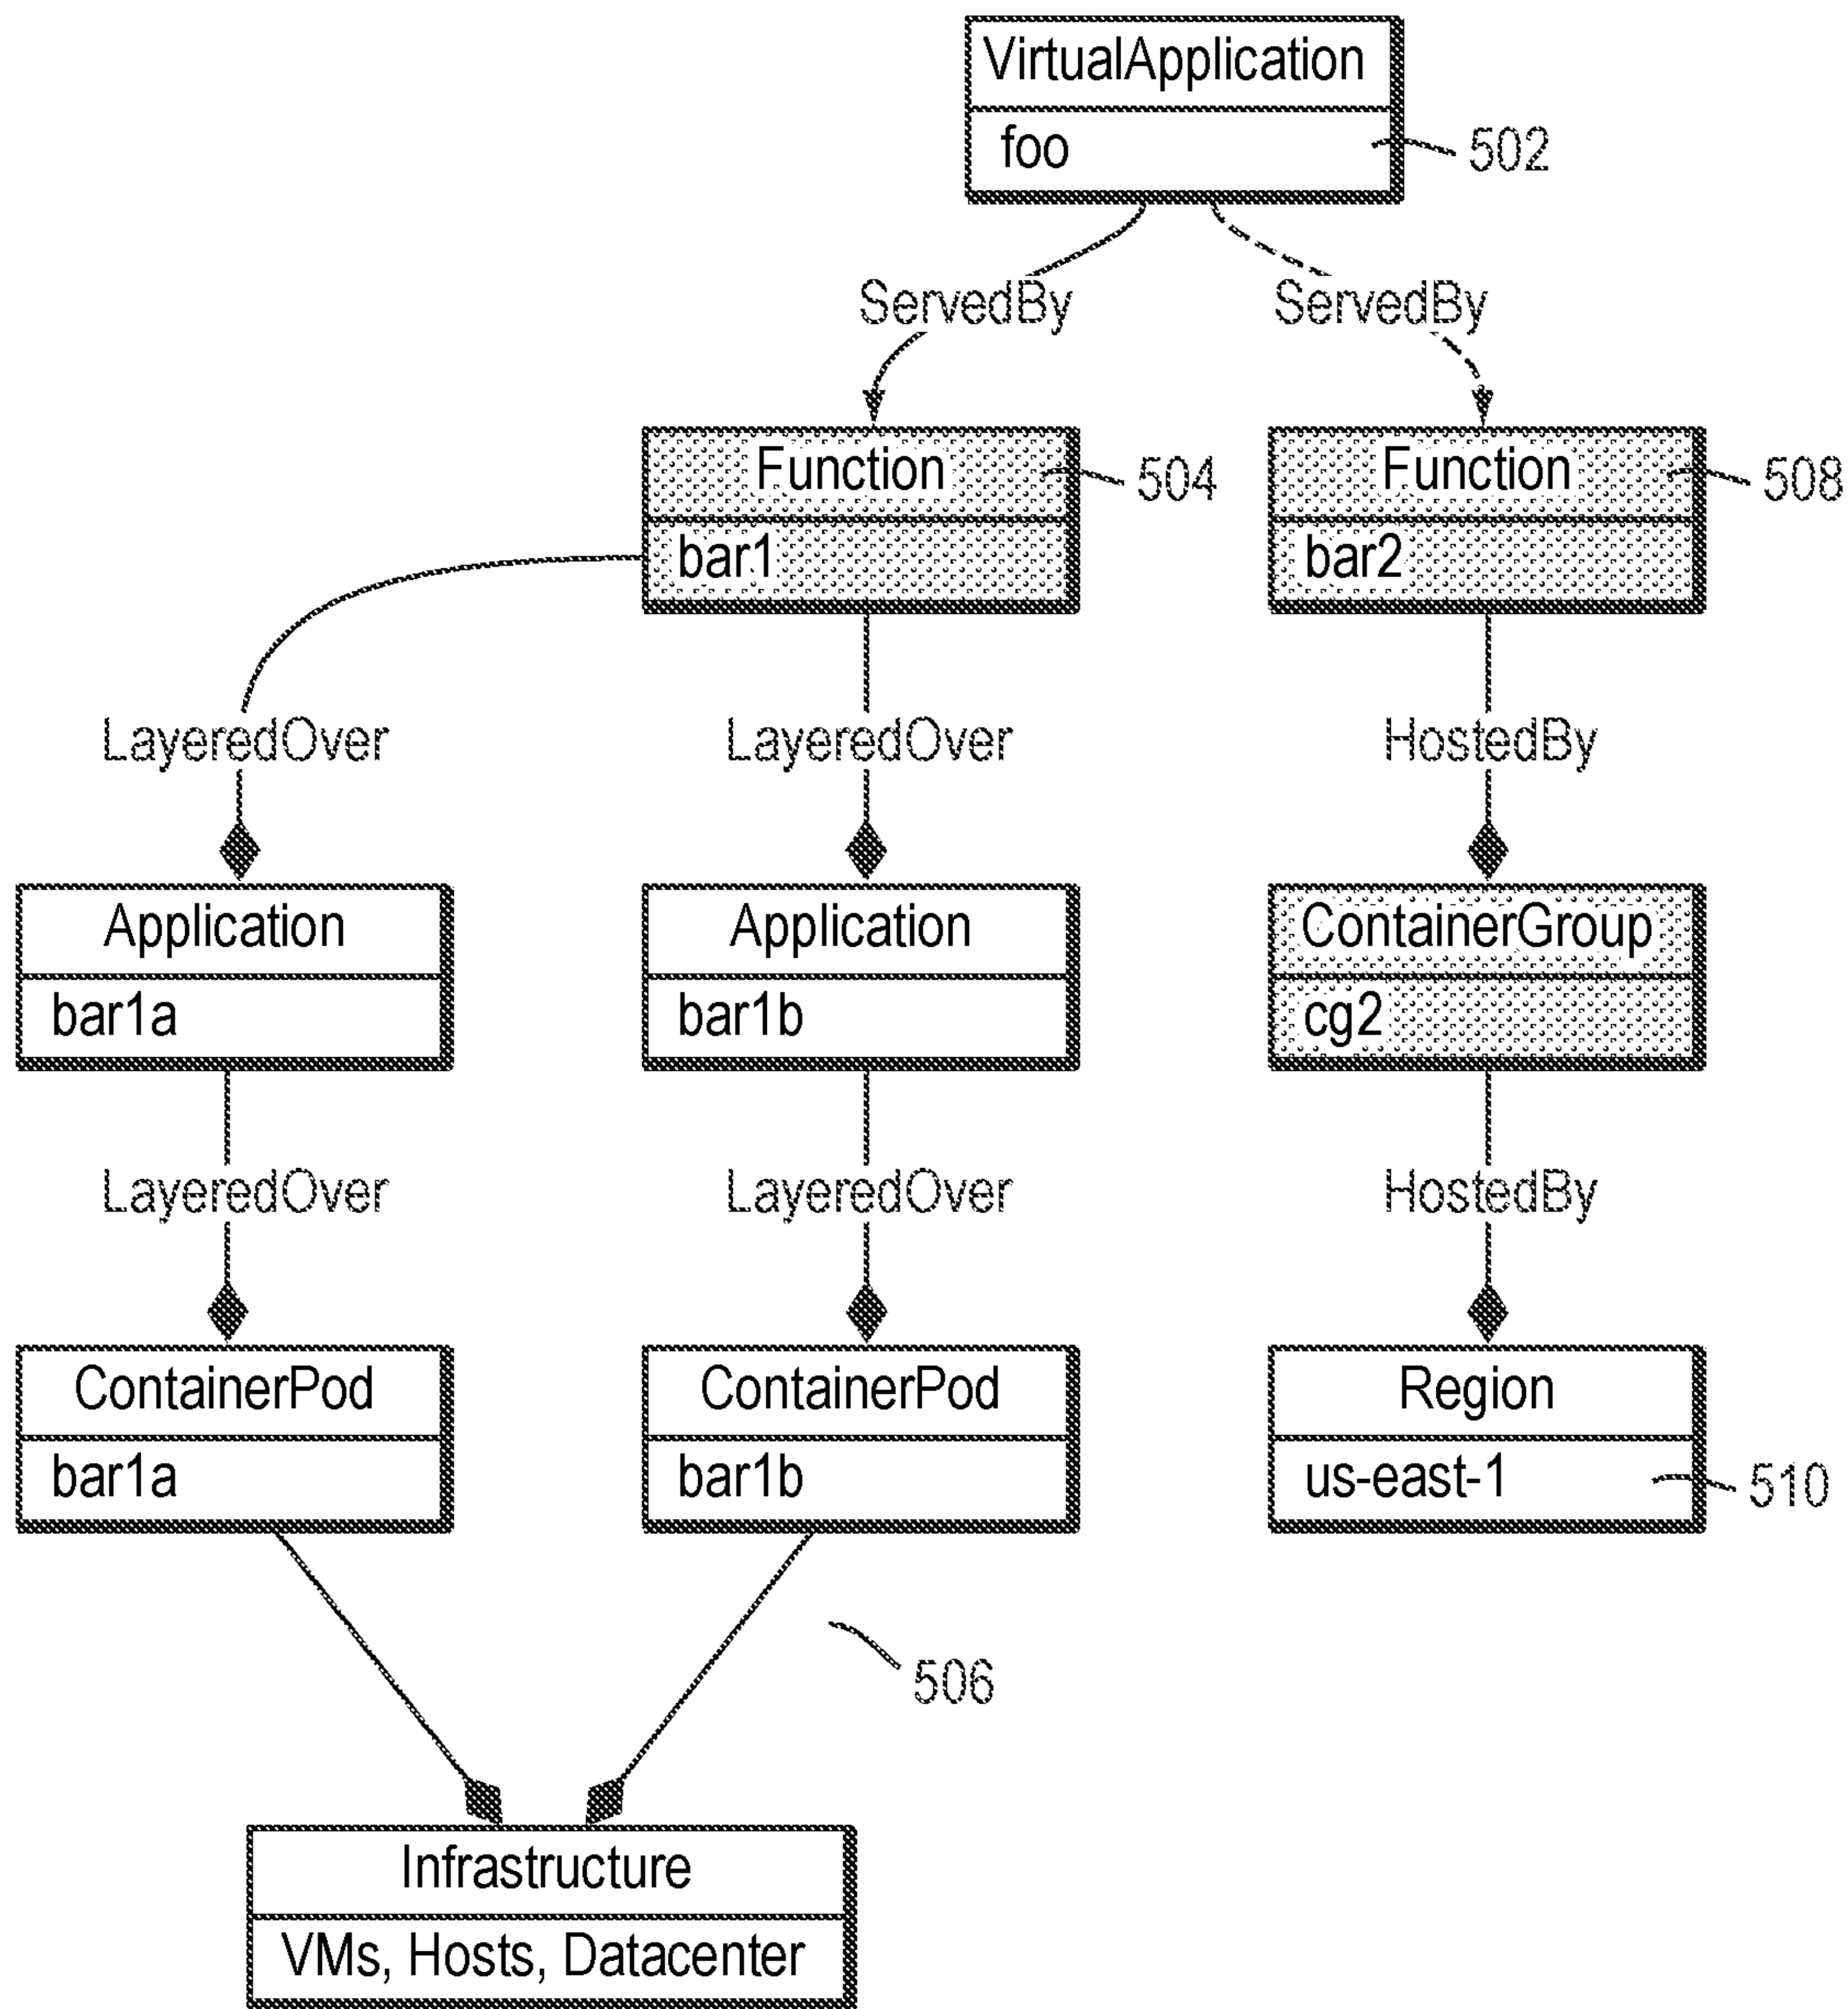 VirtualApplication
foo
502
ServedBy
ServedBy
Function
504
Function
508
bar1
bar2
LayeredOver
LayeredOver
HostedBy
Application
Application
ContainerGroup
bar1a
bar1b
cg2
LayeredOver
LayeredOver
HostedBy
ContainerPod
ContainerPod
Region
bar1a
bar1b
us-east-1
510
506
Infrastructure
VMs, Hosts, Datacenter